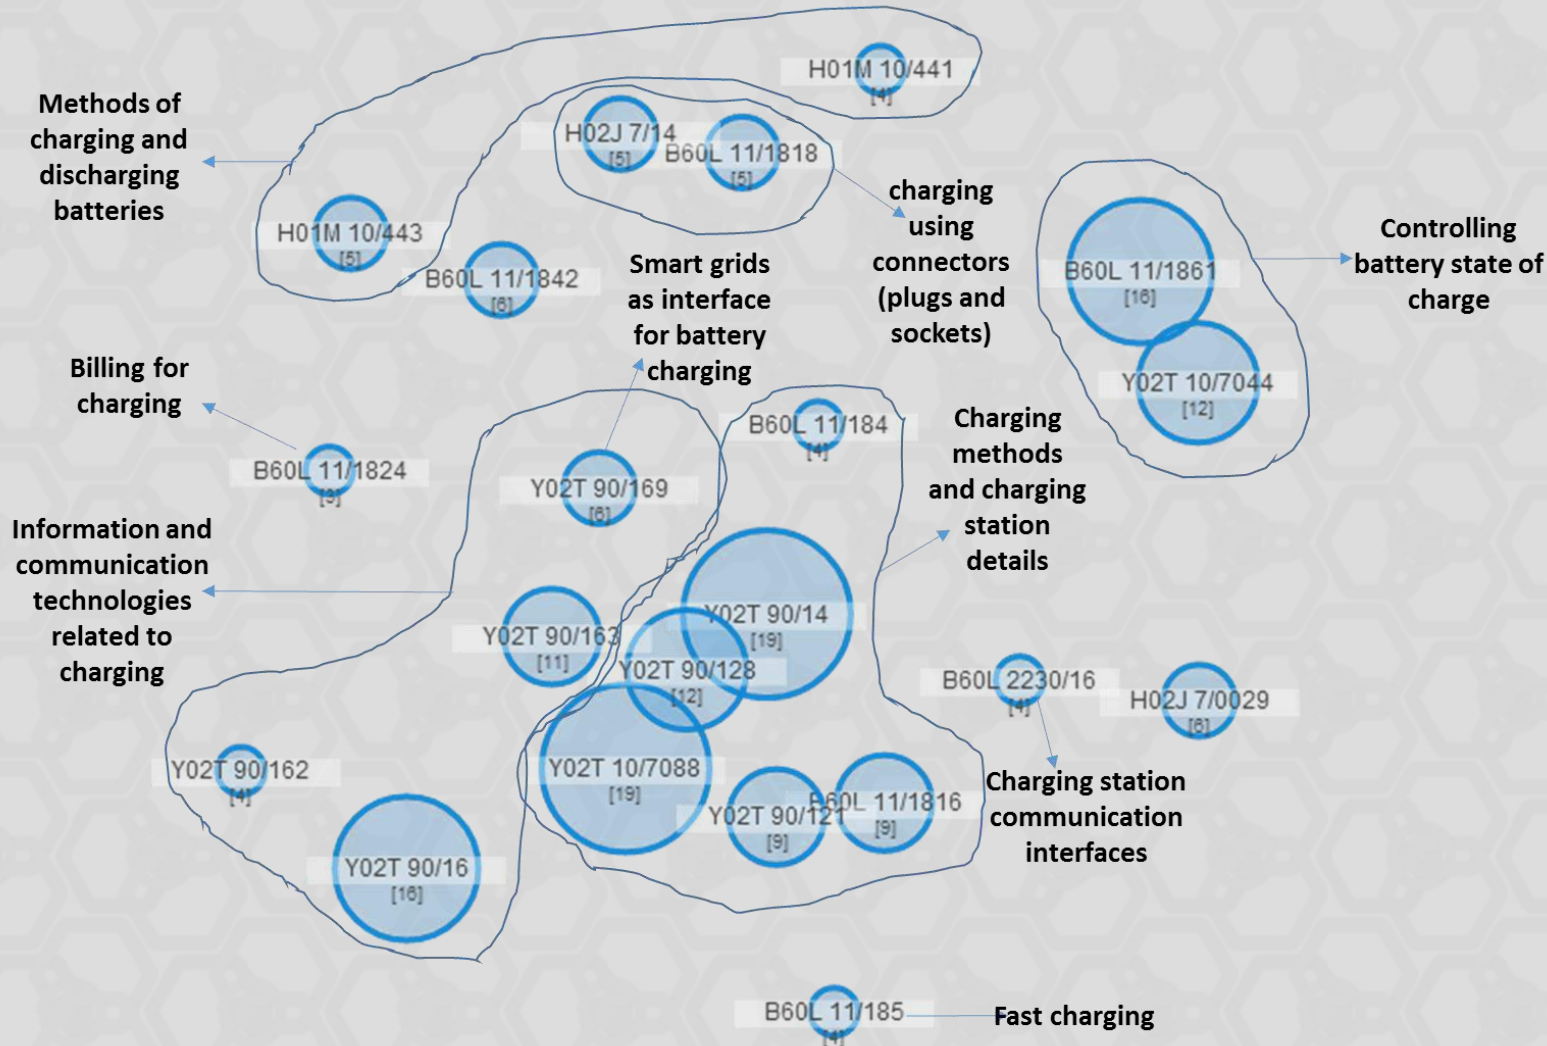 H01M 10/441
[4]
Methods of
charging and
discharging
batteries
H02J 7/14
[5]
B60L 11/1818
[5]
charging
using
connectors
(plugs and
sockets)
H01M 10/443
[5]
B60L 11/1842
[6]
Smart grids
as interface
for battery
charging
B60L 11/1861
[16]
Controlling
battery state of
charge
Y02T 10/7044
[12]
Billing for
charging
B60L 11/1824
[3]
B60L 11/184
[4]
Charging
methods
and charging
station
details
Y02T 90/169
[6]
Information and
communication
technologies
related to
charging
Y02T 90/163
[11]
Y02T 90/14
[19]
Y02T 90/128
[12]
B60L 2230/16
[4]
H02J 7/0029
[6]
Y02T 90/162
[4]
Y02T 10/7088
[19]
Y02T 90/121
[9]
B60L 11/1816
[9]
Charging station
communication
interfaces
Y02T 90/16
[16]
B60L 11/185
[4]
Fast charging